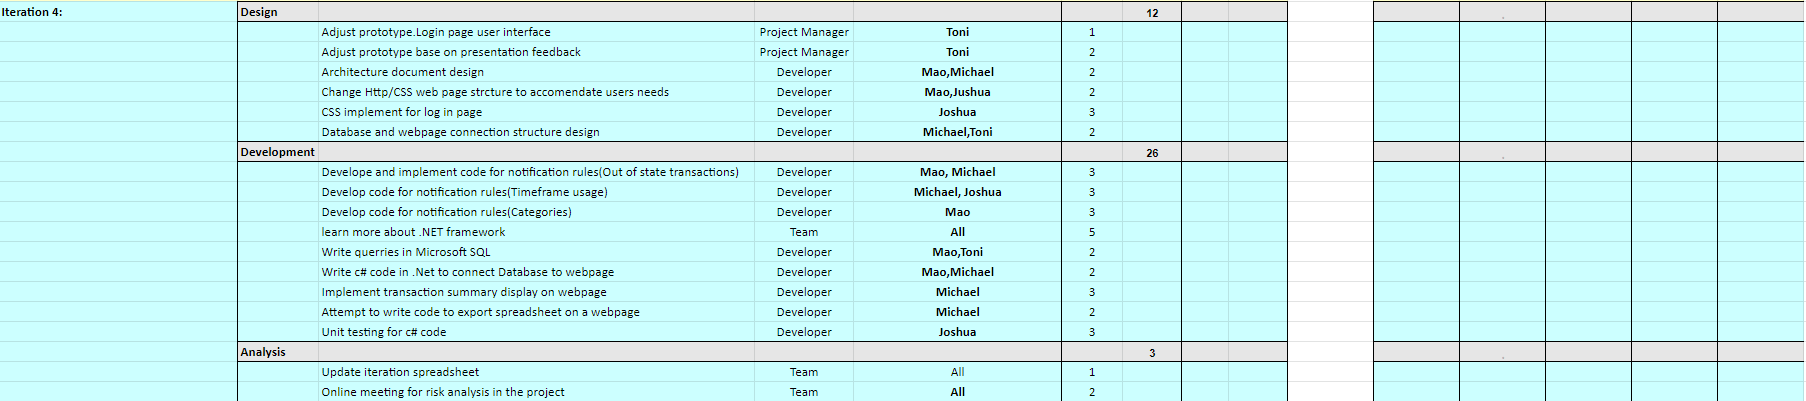 Iteration 4: Design 12
Adjust prototype.Login page user interface Project Manager Toni 1
Adjust prototype base on presentation feedback Project Manager Toni 2
Architecture document design Developer Mao,Michael 2
Change Http/CSS web page strcture to accomendate users needs Developer Mao,Jushua 2
CSS implement for log in page Developer Joshua 3
Database and webpage connection structure design Developer Michael,Toni 2
Development 26
Develope and implement code for notification rules(Out of state transactions) Developer Mao, Michael 3
Develop code for notification rules(Timeframe usage) Developer Michael, Joshua 3
Develop code for notification rules(Categories) Developer Mao 3
learn more about .NET framework Team All 5
Write querries in Microsoft SQL Developer Mao,Toni 2
Write c# code in .Net to connect Database to webpage Developer Mao,Michael 2
Implement transaction summary display on webpage Developer Michael 3
Attempt to write code to export spreadsheet on a webpage Developer Michael 2
Unit testing for c# code Developer Joshua 3
Analysis 3
Update iteration spreadsheet Team All 1
Online meeting for risk analysis in the project Team All 2